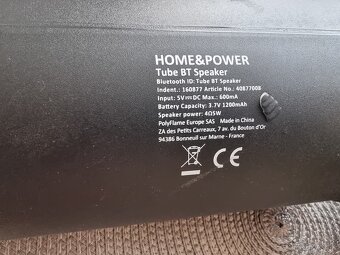 HOME&POWER
Tube BT Speaker
Bluetooth ID: Tube BT Speaker
Indent.: 160877 Article No.: 40877008
Input: 5V⎓DC Max.: 600mA
Battery Capacity: 3.7V 1200mAh
Speaker power: 4Ω5W
PolyFlame Europe SAS Made in China
ZA des Petits Carreaux, 7 av. du Bouton d'Or
94386 Bonneuil sur Marne - France
CE